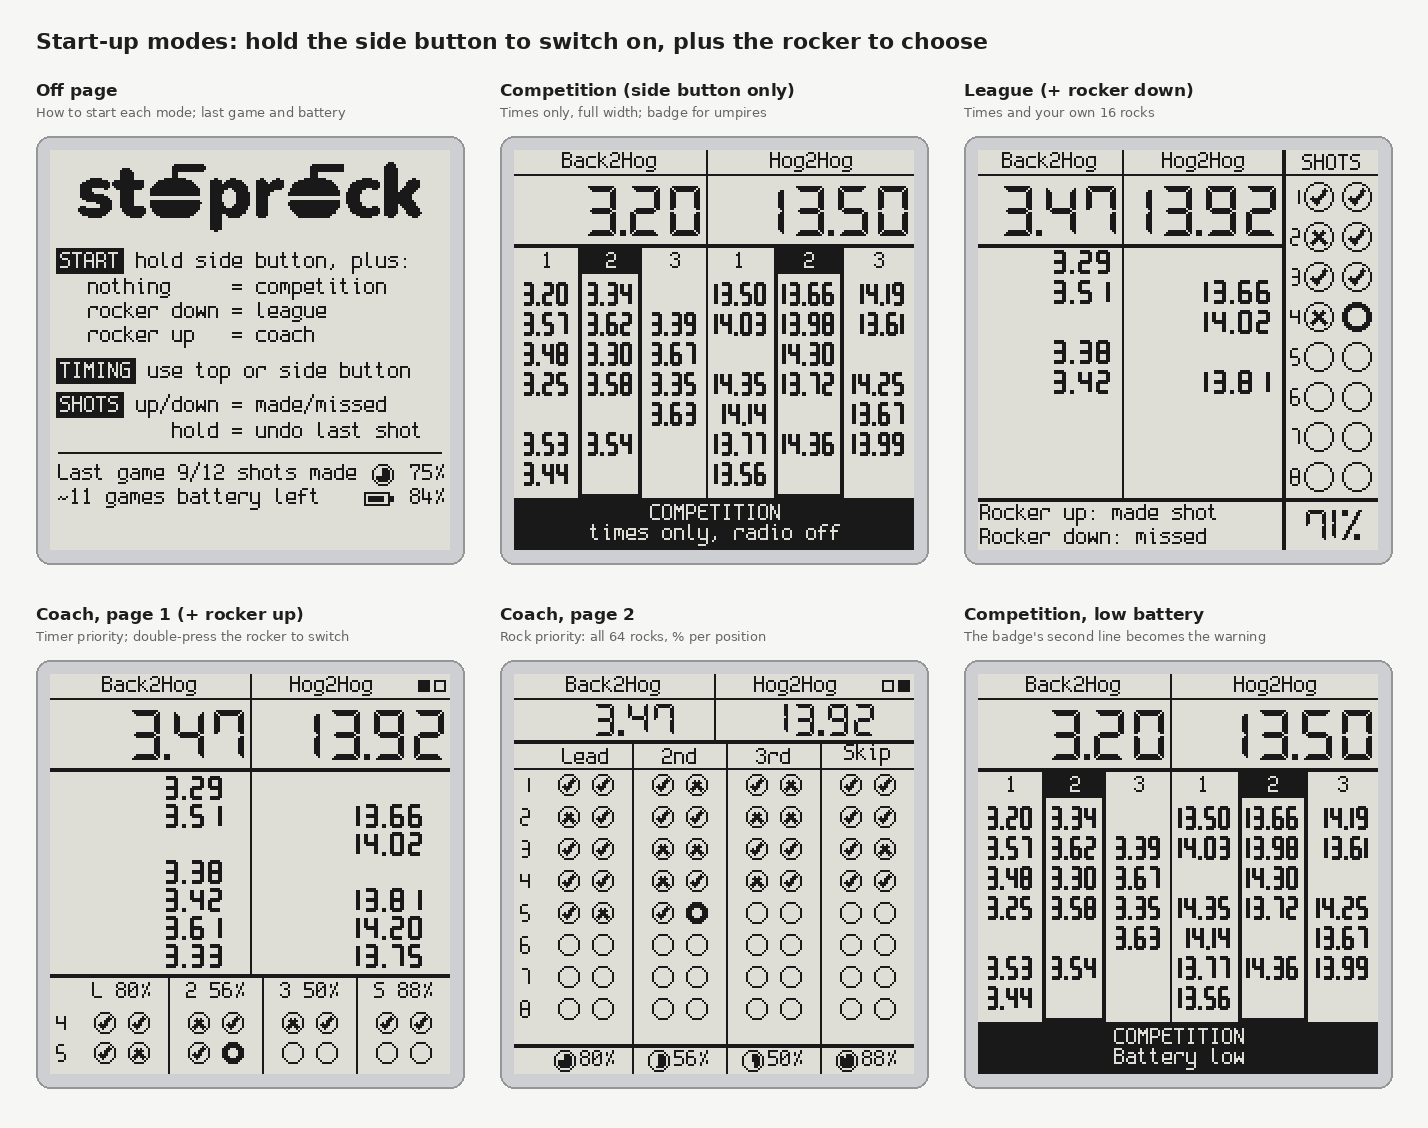 Start-up modes: hold the side button to switch on, plus the rocker to choose
Off page
How to start each mode; last game and battery
stoprock
START hold side button, plus:
nothing = competition
rocker down = league
rocker up = coach
TIMING use top or side button
SHOTS up/down = made/missed
hold = undo last shot
Last game 9/12 shots made 75%
~11 games battery left 84%
Competition (side button only)
Times only, full width; badge for umpires
Back2Hog Hog2Hog
3.20 13.50
1 2 3 1 2 3
3.20 3.34 13.50 13.66 14.19
3.57 3.62 3.39 14.03 13.98 13.61
3.48 3.30 3.67 14.30
3.25 3.58 3.35 14.35 13.72 14.25
3.63 14.14 13.67
3.53 3.54 13.77 14.36 13.99
3.44 13.56
COMPETITION
times only, radio off
League (+ rocker down)
Times and your own 16 rocks
Back2Hog Hog2Hog SHOTS
3.47 13.92
3.29
3.51 13.66
14.02
3.38
3.42 13.81
1
2
3
4
5
6
7
8
Rocker up: made shot
Rocker down: missed
71%
Coach, page 1 (+ rocker up)
Timer priority; double-press the rocker to switch
Back2Hog Hog2Hog
3.47 13.92
3.29
3.51 13.66
14.02
3.38
3.42 13.81
3.61 14.20
3.33 13.75
L 80% 2 56% 3 50% S 88%
4
5
Coach, page 2
Rock priority: all 64 rocks, % per position
Back2Hog Hog2Hog
3.47 13.92
Lead 2nd 3rd Skip
1
2
3
4
5
6
7
8
80% 56% 50% 88%
Competition, low battery
The badge's second line becomes the warning
Back2Hog Hog2Hog
3.20 13.50
1 2 3 1 2 3
3.20 3.34 13.50 13.66 14.19
3.57 3.62 3.39 14.03 13.98 13.61
3.48 3.30 3.67 14.30
3.25 3.58 3.35 14.35 13.72 14.25
3.63 14.14 13.67
3.53 3.54 13.77 14.36 13.99
3.44 13.56
COMPETITION
Battery low